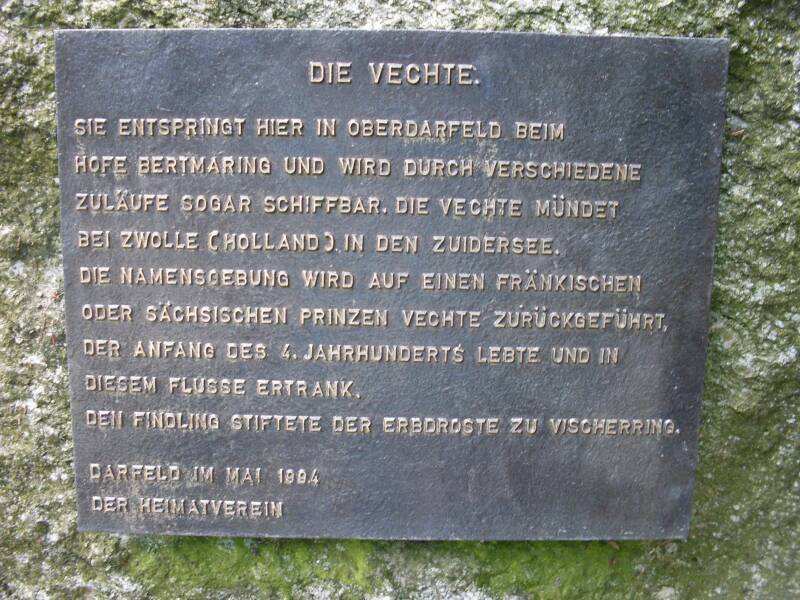 DIE VECHTE.
SIE ENTSPRINGT HIER IN OBERDARFELD BEIM
HOFE BERTMARING UND WIRD DURCH VERSCHIEDENE
ZULÄUFE SOGAR SCHIFFBAR. DIE VECHTE MÜNDET
BEI ZWOLLE (HOLLAND) IN DEN ZUIDERSEE.
DIE NAMENSGEBUNG WIRD AUF EINEN FRÄNKISCHEN
ODER SÄCHSISCHEN PRINZEN VECHTE ZURÜCKGEFÜHRT,
DER ANFANG DES 4. JAHRHUNDERTS LEBTE UND IN
DIESEM FLUSSE ERTRANK.
DEN FINDLING STIFTETE DER ERBDROSTE ZU VISCHERRING.
DARFELD IM MAI 1994
DER HEIMATVEREIN